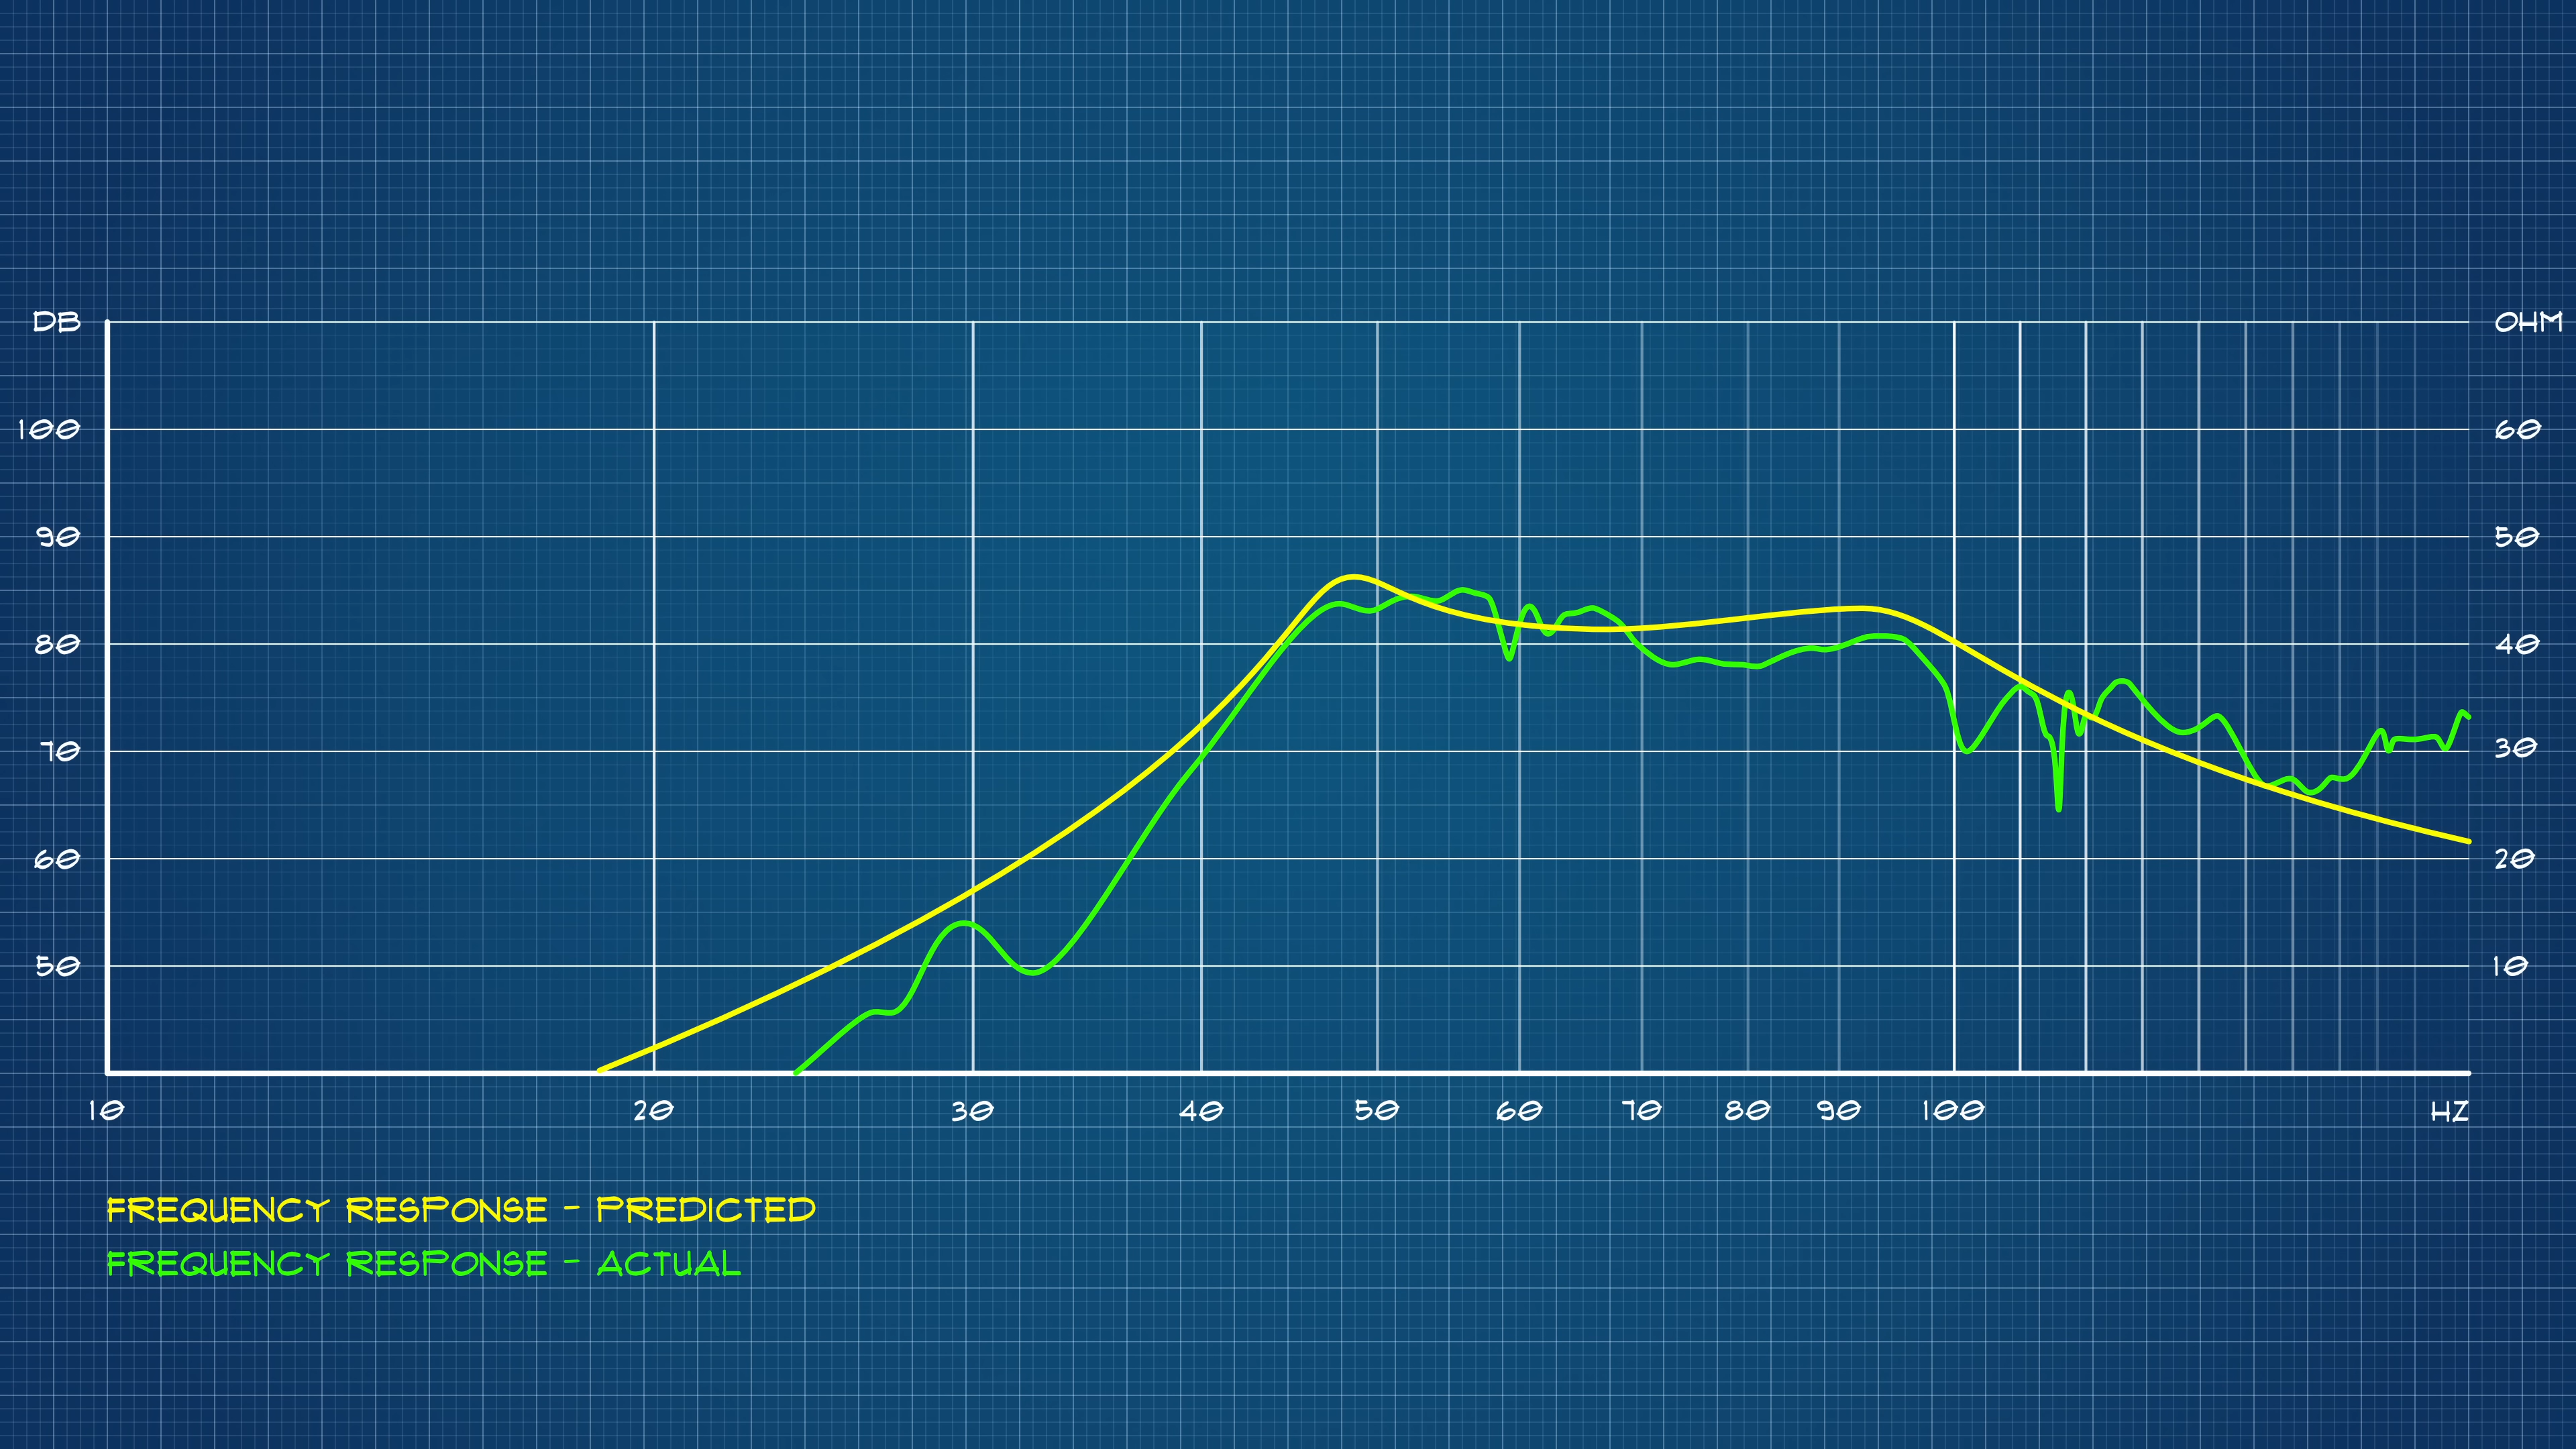 DB OHM
100 60
90 50
80 40
70 30
60 20
50 10
10 20 30 40 50 60 70 80 90 100 HZ
FREQUENCY RESPONSE - PREDICTED
FREQUENCY RESPONSE - ACTUAL